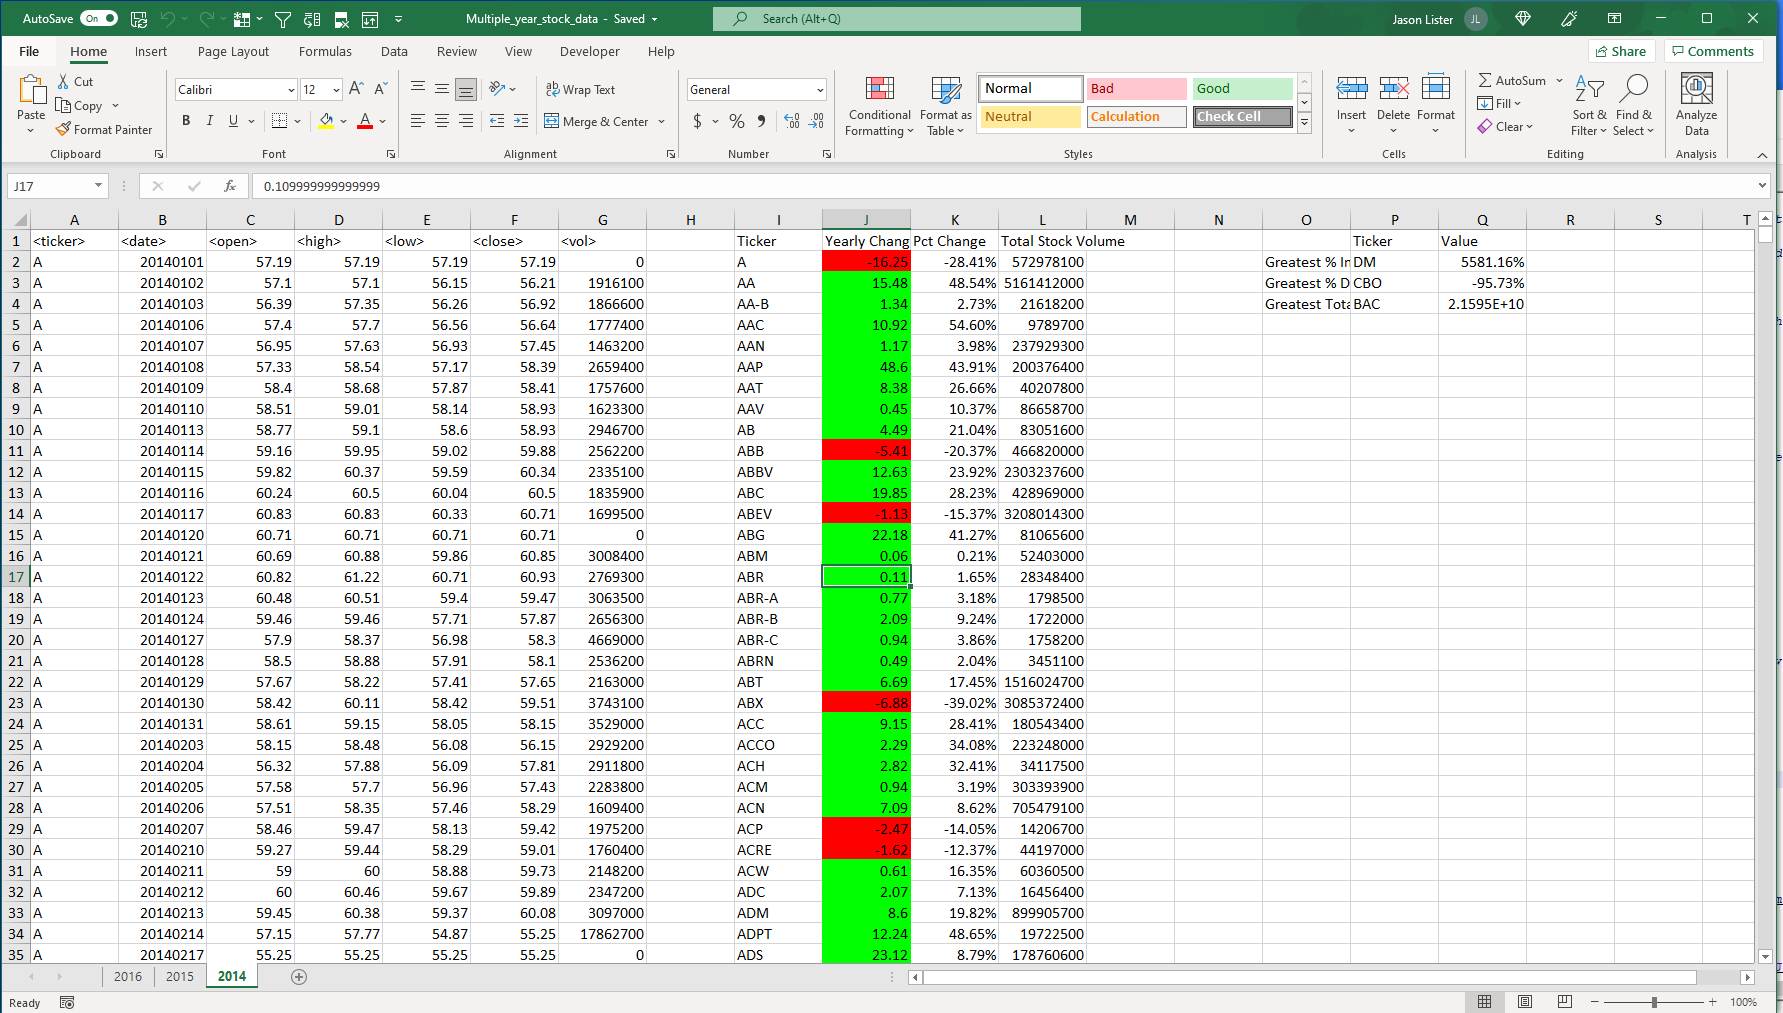 AutoSave On Multiple_year_stock_data - Saved Search (Alt+Q) Jason Lister JL
File Home Insert Page Layout Formulas Data Review View Developer Help Share Comments
Paste Cut Copy Format Painter
Clipboard
Calibri 12 A A
B I U A
Font
ab Wrap Text
Merge & Center
Alignment
General
$ % 9 .00 .00
Number
Conditional Formatting Format as Table
Normal Bad Good
Neutral Calculation Check Cell
Styles
Insert Delete Format
Cells
AutoSum
Fill
Clear
Sort & Filter Find & Select
Editing
Analyze Data
Analysis
J17 fx 0.109999999999999
A B C D E F G H I J K L M N O P Q R S T
1 <ticker> <date> <open> <high> <low> <close> <vol> Ticker Yearly Chang Pct Change Total Stock Volume Ticker Value
2 A 20140101 57.19 57.19 57.19 57.19 0 A -16.25 -28.41% 572978100 Greatest % In DM 5581.16%
3 A 20140102 57.1 57.1 56.15 56.21 1916100 AA 15.48 48.54% 5161412000 Greatest % D CBO -95.73%
4 A 20140103 56.39 57.35 56.26 56.92 1866600 AA-B 1.34 2.73% 21618200 Greatest Tota BAC 2.1595E+10
5 A 20140106 57.4 57.7 56.56 56.64 1777400 AAC 10.92 54.60% 9789700
6 A 20140107 56.95 57.63 56.93 57.45 1463200 AAN 1.17 3.98% 237929300
7 A 20140108 57.33 58.54 57.17 58.39 2659400 AAP 48.6 43.91% 200376400
8 A 20140109 58.4 58.68 57.87 58.41 1757600 AAT 8.38 26.66% 40207800
9 A 20140110 58.51 59.01 58.14 58.93 1623300 AAV 0.45 10.37% 86658700
10 A 20140113 58.77 59.1 58.6 58.93 2946700 AB 4.49 21.04% 83051600
11 A 20140114 59.16 59.95 59.02 59.88 2562200 ABB -5.41 -20.37% 466820000
12 A 20140115 59.82 60.37 59.59 60.34 2335100 ABBV 12.63 23.92% 2303237600
13 A 20140116 60.24 60.5 60.04 60.5 1835900 ABC 19.85 28.23% 428969000
14 A 20140117 60.83 60.83 60.33 60.71 1699500 ABEV -1.13 -15.37% 3208014300
15 A 20140120 60.71 60.71 60.71 60.71 0 ABG 22.18 41.27% 81065600
16 A 20140121 60.69 60.88 59.86 60.85 3008400 ABM 0.06 0.21% 52403000
17 A 20140122 60.82 61.22 60.71 60.93 2769300 ABR 0.11 1.65% 28348400
18 A 20140123 60.48 60.51 59.4 59.47 3063500 ABR-A 0.77 3.18% 1798500
19 A 20140124 59.46 59.46 57.71 57.87 2656300 ABR-B 2.09 9.24% 1722000
20 A 20140127 57.9 58.37 56.98 58.3 4669000 ABR-C 0.94 3.86% 1758200
21 A 20140128 58.5 58.88 57.91 58.1 2536200 ABRN 0.49 2.04% 3451100
22 A 20140129 57.67 58.22 57.41 57.65 2163000 ABT 6.69 17.45% 1516024700
23 A 20140130 58.42 60.11 58.42 59.51 3743100 ABX -6.88 -39.02% 3085372400
24 A 20140131 58.61 59.15 58.05 58.15 3529000 ACC 9.15 28.41% 180543400
25 A 20140203 58.15 58.48 56.08 56.15 2929200 ACCO 2.29 34.08% 223248000
26 A 20140204 56.32 57.88 56.09 57.81 2911800 ACH 2.82 32.41% 34117500
27 A 20140205 57.58 57.7 56.96 57.43 2283800 ACM 0.94 3.19% 303393900
28 A 20140206 57.51 58.35 57.46 58.29 1609400 ACN 7.09 8.62% 705479100
29 A 20140207 58.46 59.47 58.13 59.42 1975200 ACP -2.47 -14.05% 14206700
30 A 20140210 59.27 59.44 58.29 59.01 1760400 ACRE -1.62 -12.37% 44197000
31 A 20140211 59 60 58.88 59.73 2148200 ACW 0.61 16.35% 60360500
32 A 20140212 60 60.46 59.67 59.89 2347200 ADC 2.07 7.13% 16456400
33 A 20140213 59.45 60.38 59.37 60.08 3097000 ADM 8.6 19.82% 899905700
34 A 20140214 57.15 57.77 54.87 55.25 17862700 ADPT 12.24 48.65% 19722500
35 A 20140217 55.25 55.25 55.25 55.25 0 ADS 23.12 8.79% 178760600
2016 2015 2014
Ready 100%